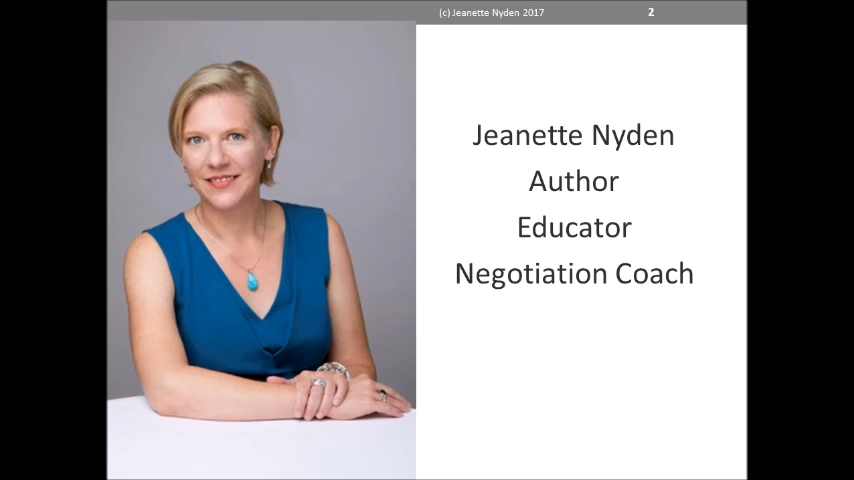 (c) Jeanette Nyden 2017 2
Jeanette Nyden
Author
Educator
Negotiation Coach